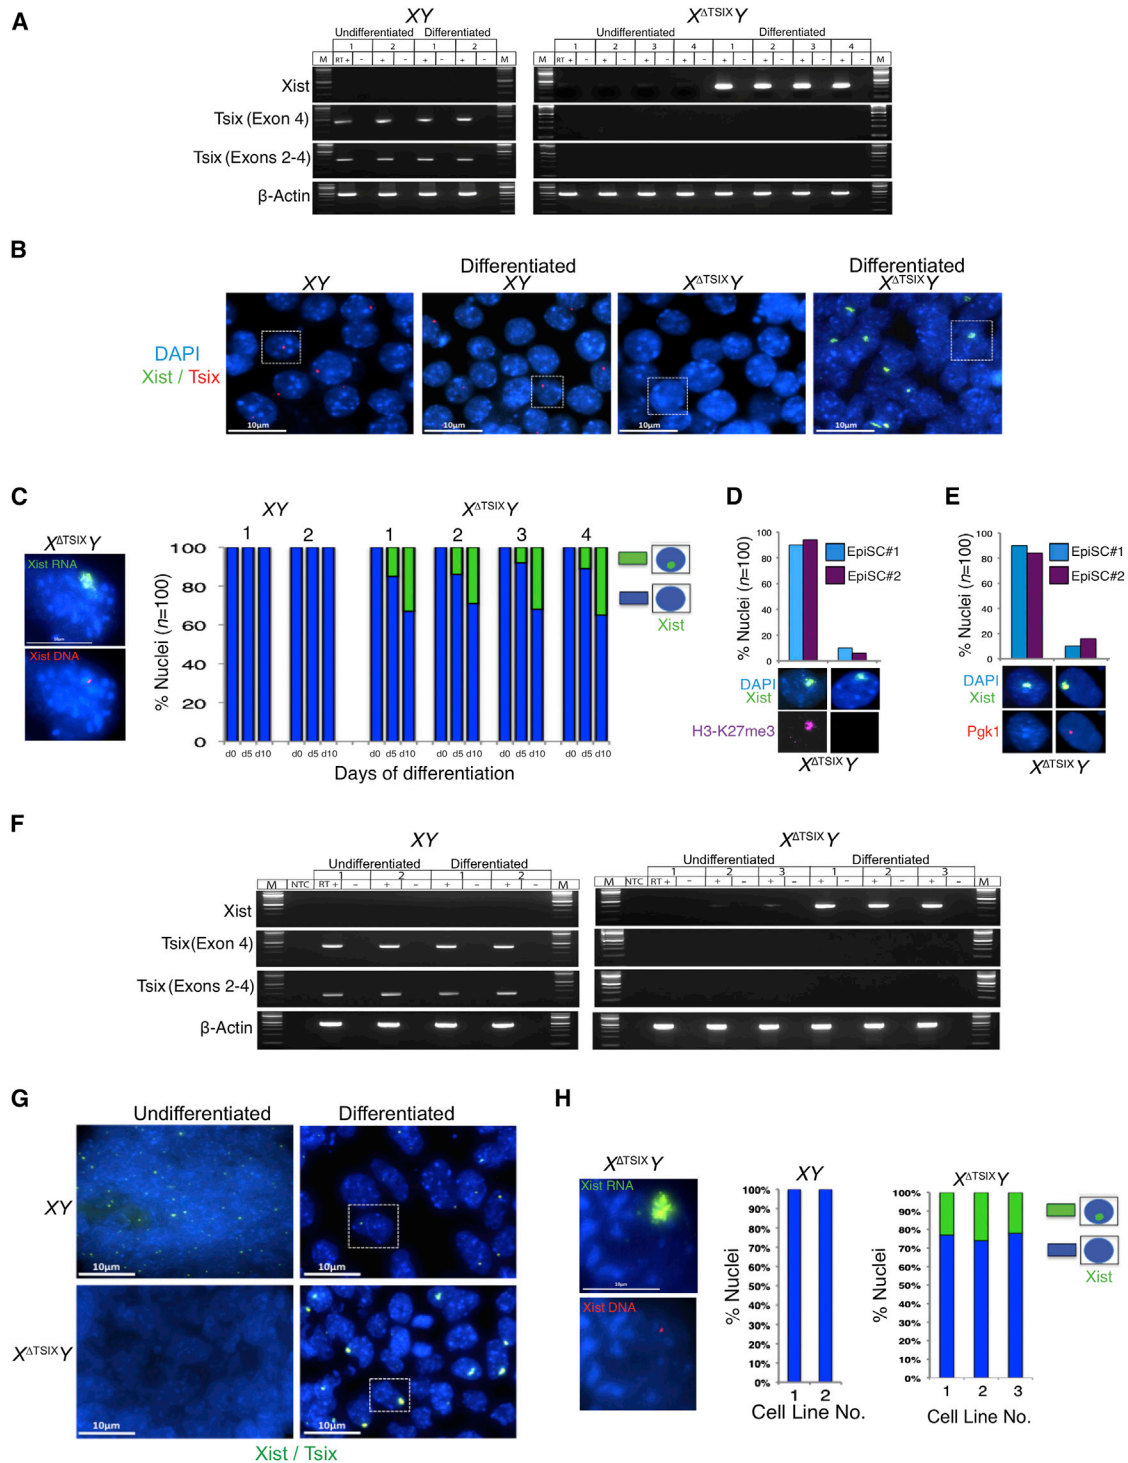 A
XY
XΔTSIXY
Undifferentiated Differentiated
Undifferentiated Differentiated
1 2 1 2
1 2 3 4 1 2 3 4
M RT + - + - + - + - M
M RT + - + - + - + - + - + - + - + - M
Xist
Tsix (Exon 4)
Tsix (Exons 2-4)
β-Actin
B
XY
Differentiated
XY
XΔTSIXY
Differentiated
XΔTSIXY
DAPI
Xist / Tsix
10μm
10μm
10μm
10μm
C
XΔTSIXY
Xist RNA
Xist DNA
XY
XΔTSIXY
1 2 1 2 3 4
% Nuclei (n=100)
100
80
60
40
20
0
d0 d5 d10 d0 d5 d10 d0 d5 d10 d0 d5 d10 d0 d5 d10 d0 d5 d10
Days of differentiation
Xist
D
% Nuclei (n=100)
100
80
60
40
20
0
EpiSC#1
EpiSC#2
DAPI
Xist
H3-K27me3
XΔTSIXY
E
% Nuclei (n=100)
100
80
60
40
20
0
EpiSC#1
EpiSC#2
DAPI
Xist
Pgk1
XΔTSIXY
F
XY
XΔTSIXY
Undifferentiated Differentiated
Undifferentiated Differentiated
1 2 1 2
1 2 3 1 2 3
M NTC RT + - + - + - + - M
NTC RT + - + - + - + - + - + - M
Xist
Tsix(Exon 4)
Tsix (Exons 2-4)
β-Actin
G
Undifferentiated Differentiated
XY
10μm
10μm
XΔTSIXY
10μm
10μm
Xist / Tsix
H
XΔTSIXY
Xist RNA
10μm
Xist DNA
XY
% Nuclei
100%
90%
80%
70%
60%
50%
40%
30%
20%
10%
0%
1 2
Cell Line No.
XΔTSIXY
% Nuclei
100%
90%
80%
70%
60%
50%
40%
30%
20%
10%
0%
1 2 3
Cell Line No.
Xist